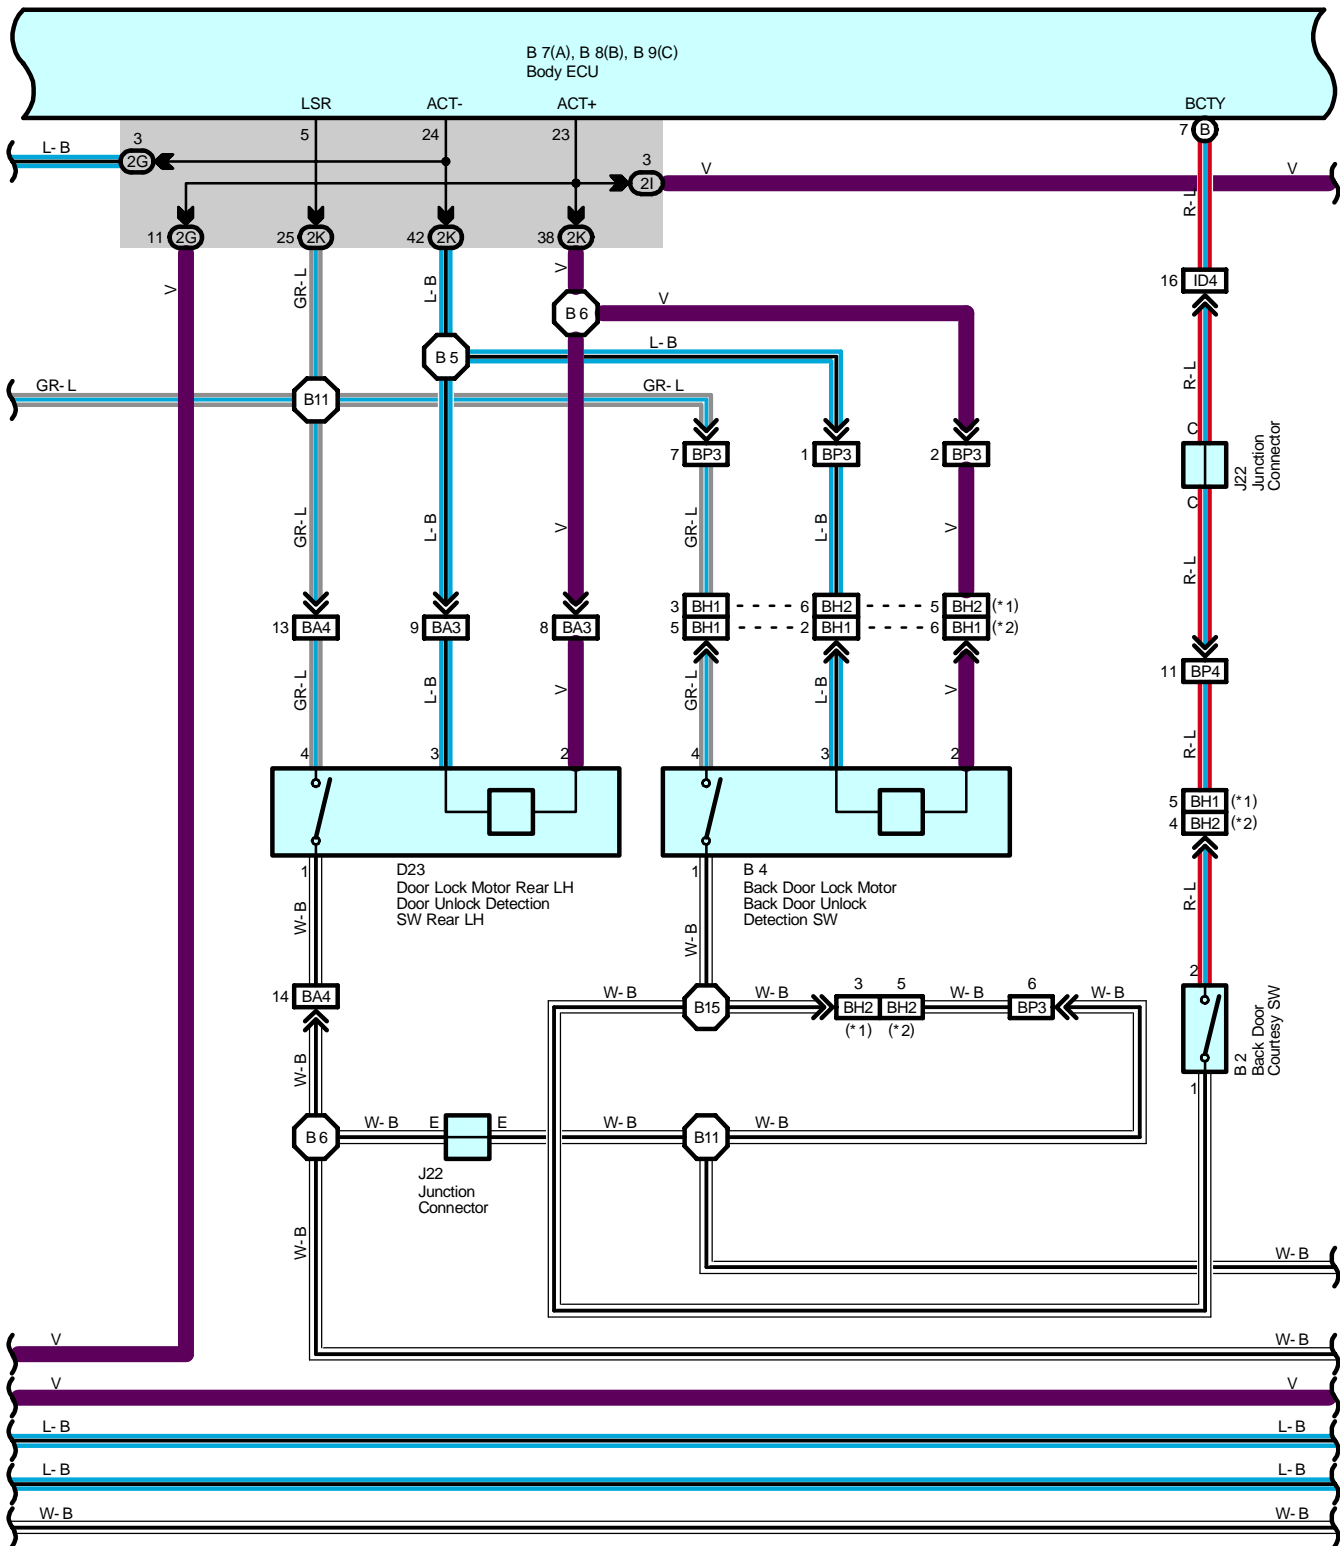 B 7(A), B 8(B), B 9(C)
Body ECU
LSR ACT- ACT+ BCTY
5 24 23 7 B
3
L-B 2G
3
2I V V
R-L
11 2G 25 2K 42 2K 38 2K
V GR-L L-B V
16 ID4
B 6 V
B 5 L-B
GR-L B11 GR-L
R-L
C
J22
Junction
Connector
C
7 BP3 1 BP3 2 BP3
GR-L L-B V GR-L L-B V
R-L
3 BH1 6 BH2 5 BH2 (*1)
5 BH1 2 BH1 6 BH1 (*2)
13 BA4 9 BA3 8 BA3
11 BP4
GR-L L-B V GR-L L-B V
R-L
4 3 2 4 3 2
5 BH1 (*1)
4 BH2 (*2)
1 D23
Door Lock Motor Rear LH
Door Unlock Detection
SW Rear LH
1 B 4
Back Door Lock Motor
Back Door Unlock
Detection SW
W-B W-B R-L
2
14 BA4
W-B B15 W-B 3 BH2 (*1) 5 BH2 (*2) W-B 6 BP3 W-B
B 2
Back Door
Courtesy SW
1
W-B
B 6 W-B E E W-B B11 W-B
J22
Junction
Connector
W-B
W-B
V W-B
V V
L-B L-B
L-B L-B
W-B W-B